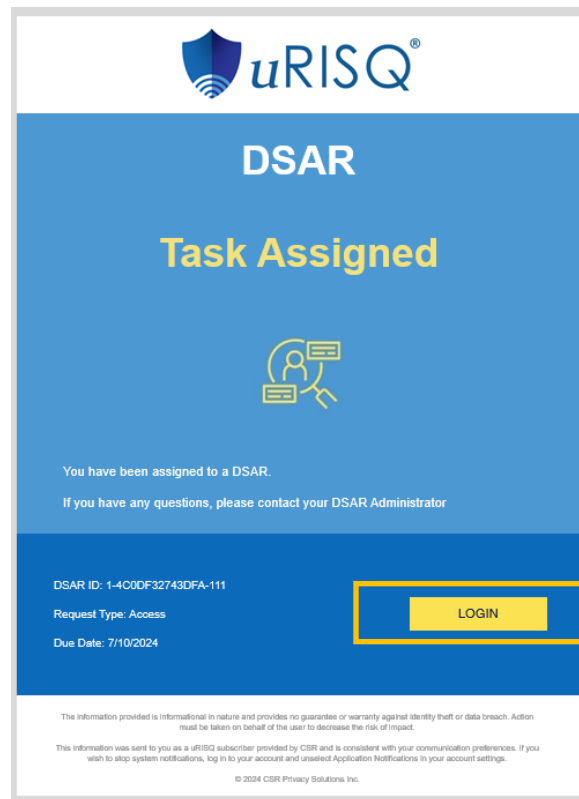 uRISQ®
DSAR
Task Assigned
You have been assigned to a DSAR.
If you have any questions, please contact your DSAR Administrator
DSAR ID: 1-4C0DF32743DFA-111
Request Type: Access
LOGIN
Due Date: 7/10/2024
The information provided is informational in nature and provides no guarantee or warranty against identity theft or data breach. Action
must be taken on behalf of the user to decrease the risk of impact.
This information was sent to you as a uRISQ subscriber provided by CSR and is consistent with your communication preferences. If you
wish to stop system notifications, log in to your account and unselect Application Notifications in your account settings.
© 2024 CSR Privacy Solutions Inc.